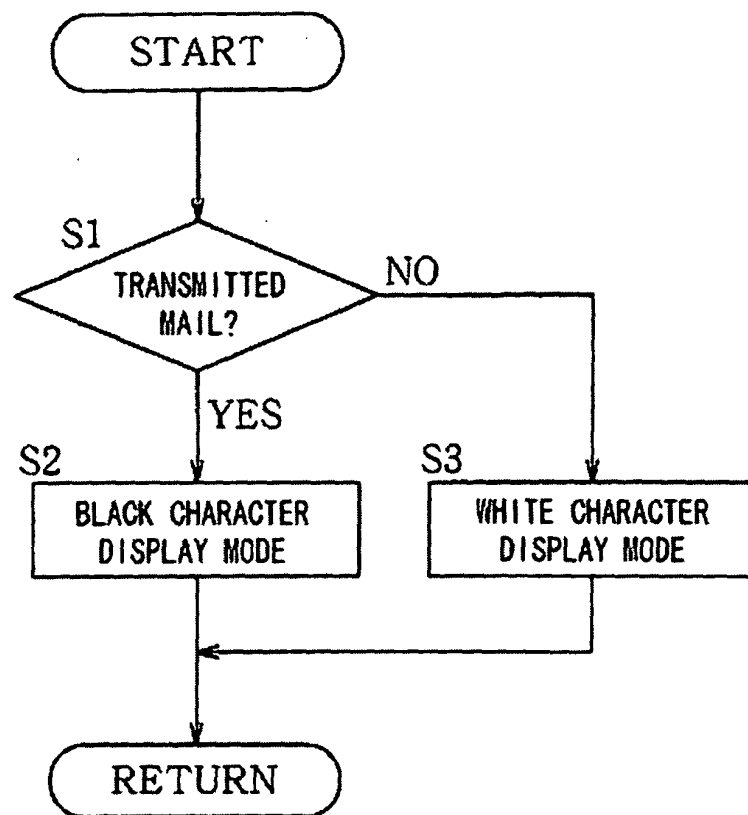 START
S1
TRANSMITTED
MAIL?
NO
YES
S2
BLACK CHARACTER
DISPLAY MODE
S3
WHITE CHARACTER
DISPLAY MODE
RETURN